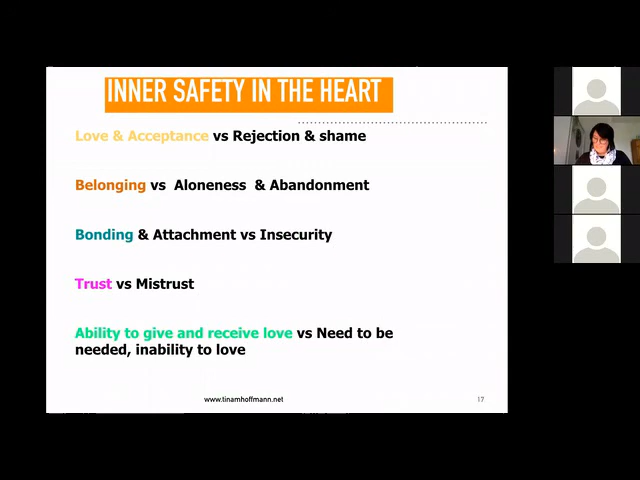 INNER SAFETY IN THE HEART
Love & Acceptance vs Rejection & shame
Belonging vs Aloneness & Abandonment
Bonding & Attachment vs Insecurity
Trust vs Mistrust
Ability to give and receive love vs Need to be
needed, inability to love
www.tinamhoffmann.net
17